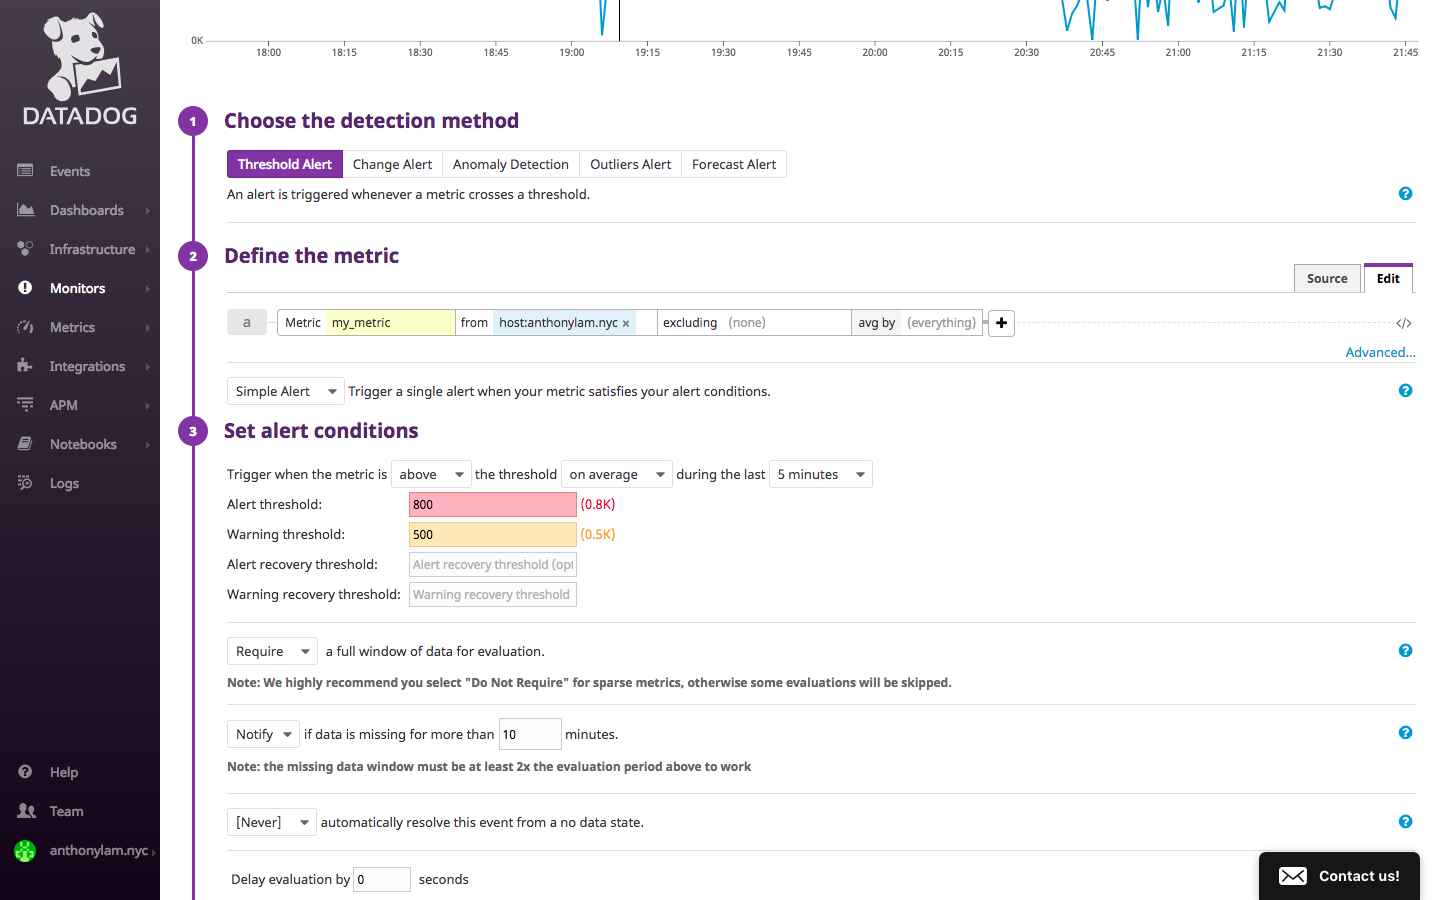 0K
18:00 18:15 18:30 18:45 19:00 19:15 19:30 19:45 20:00 20:15 20:30 20:45 21:00 21:15 21:30 21:45
DATADOG
Events
Dashboards
Infrastructure
Monitors
Metrics
Integrations
APM
Notebooks
Logs
Help
Team
anthonylam.nyc
1 Choose the detection method
Threshold Alert Change Alert Anomaly Detection Outliers Alert Forecast Alert
An alert is triggered whenever a metric crosses a threshold. ?
2 Define the metric
Source Edit
a Metric my_metric from host:anthonylam.nyc × excluding (none) avg by (everything) + </>
Advanced...
Simple Alert Trigger a single alert when your metric satisfies your alert conditions. ?
3 Set alert conditions
Trigger when the metric is above the threshold on average during the last 5 minutes
Alert threshold: 800 (0.8K)
Warning threshold: 500 (0.5K)
Alert recovery threshold: Alert recovery threshold (opt
Warning recovery threshold: Warning recovery threshold
Require a full window of data for evaluation. ?
Note: We highly recommend you select "Do Not Require" for sparse metrics, otherwise some evaluations will be skipped.
Notify if data is missing for more than 10 minutes. ?
Note: the missing data window must be at least 2x the evaluation period above to work
[Never] automatically resolve this event from a no data state. ?
Delay evaluation by 0 seconds
Contact us!